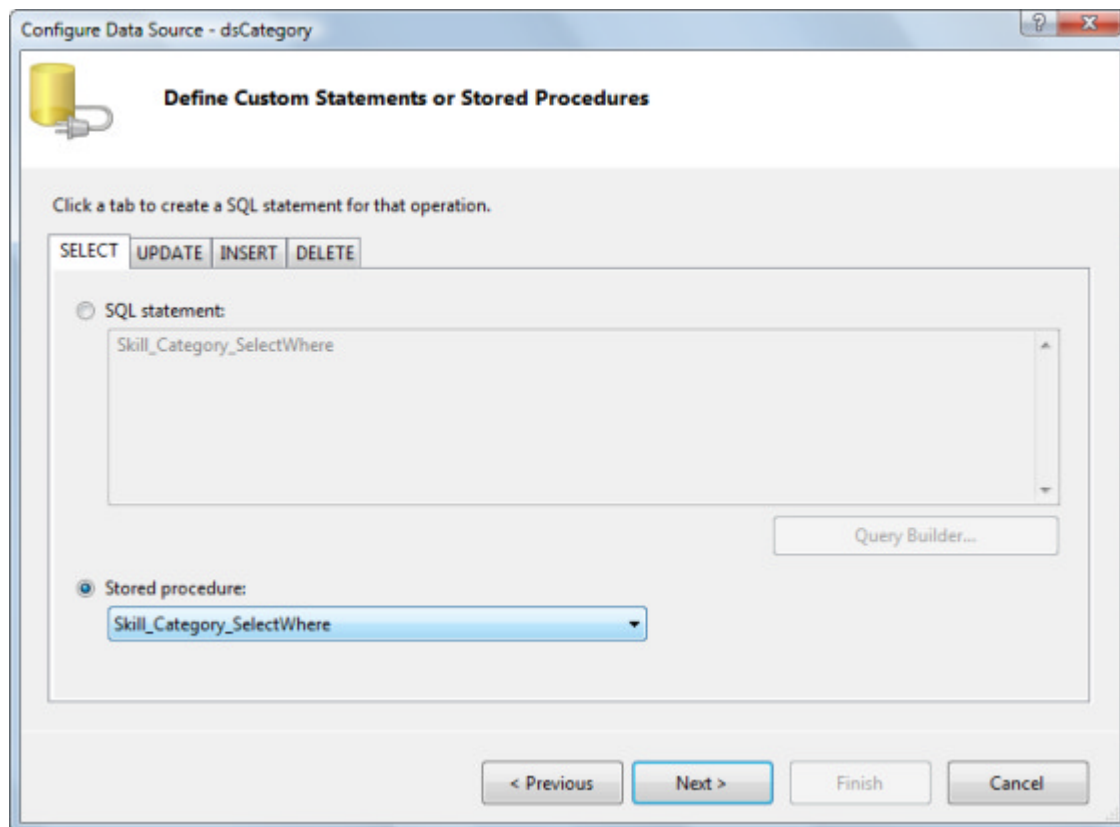 Configure Data Source - dsCategory
Define Custom Statements or Stored Procedures
Click a tab to create a SQL statement for that operation.
SELECT UPDATE INSERT DELETE
SQL statement:
Skill_Category_SelectWhere
Query Builder...
Stored procedure:
Skill_Category_SelectWhere
< Previous Next > Finish Cancel